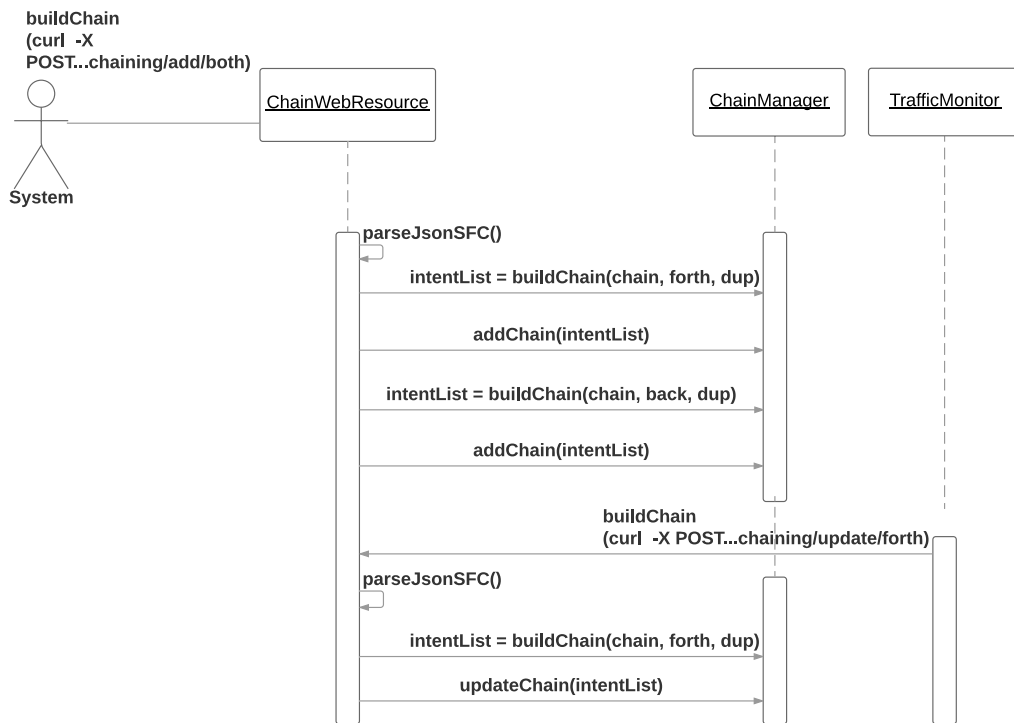 buildChain
(curl -X
POST...chaining/add/both)
ChainWebResource
ChainManager
TrafficMonitor
System
parseJsonSFC()
intentList = buildChain(chain, forth, dup)
addChain(intentList)
intentList = buildChain(chain, back, dup)
addChain(intentList)
buildChain
(curl -X POST...chaining/update/forth)
parseJsonSFC()
intentList = buildChain(chain, forth, dup)
updateChain(intentList)